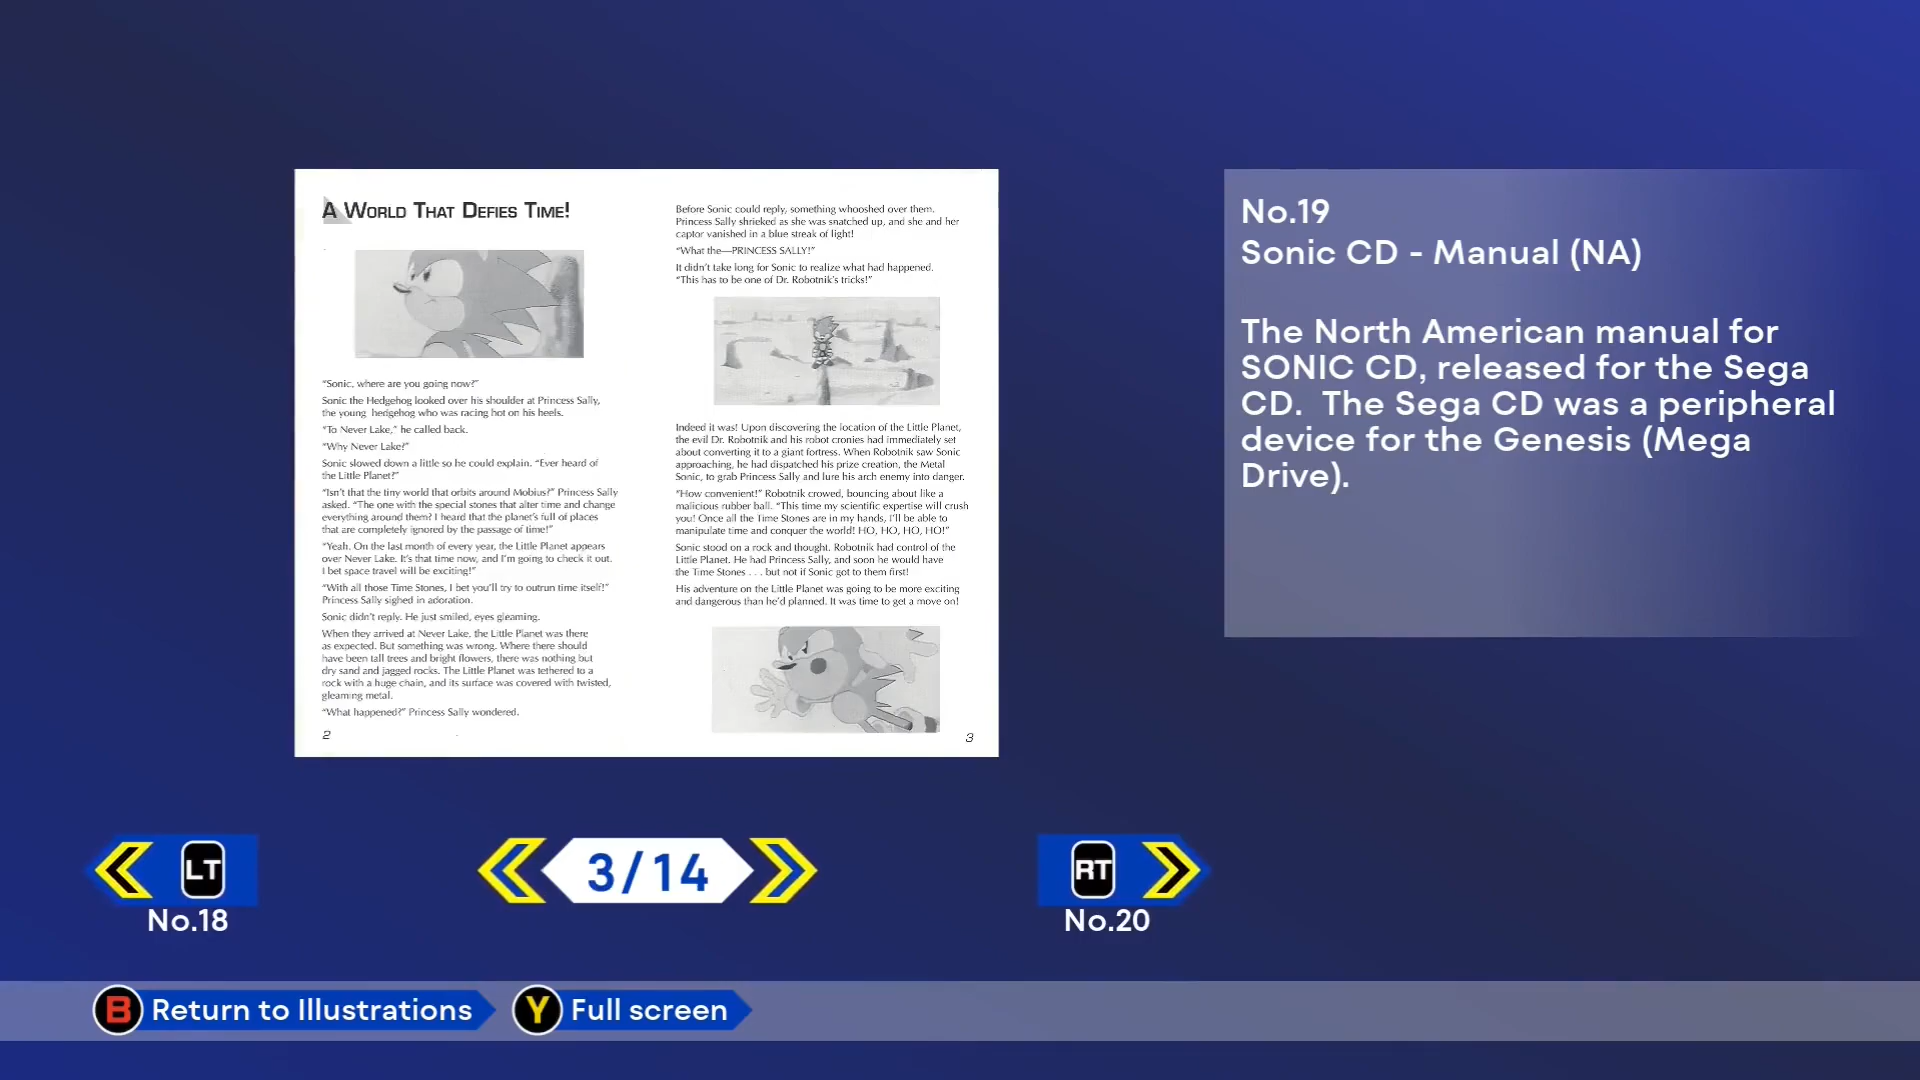 A WORLD THAT DEFIES TIME!
“Sonic, where are you going now?”
Sonic the Hedgehog looked over his shoulder at Princess Sally,
the young hedgehog who was racing hot on his heels.
“To Never Lake,” he called back.
“Why Never Lake?”
Sonic slowed down a little so he could explain. “Ever heard of
the Little Planet?”
“Isn’t that the tiny world that orbits around Mobius?” Princess Sally
asked. “The one with the special stones that alter time and change
everything around them? I heard that the planet’s full of places
that are completely ignored by the passage of time!”
“Yeah. On the last month of every year, the Little Planet appears
over Never Lake. It’s that time now, and I’m going to check it out.
I bet space travel will be exciting!”
“With all those Time Stones, I bet you’ll try to outrun time itself!”
Princess Sally sighed in adoration.
Sonic didn’t reply. He just smiled, eyes gleaming.
When they arrived at Never Lake, the Little Planet was there
as expected. But something was wrong. Where there should
have been tall trees and bright flowers, there was nothing but
dry sand and jagged rocks. The Little Planet was tethered to a
rock with a huge chain, and its surface was covered with twisted,
gleaming metal.
“What happened?” Princess Sally wondered.
2
Before Sonic could reply, something whooshed over them.
Princess Sally shrieked as she was snatched up, and she and her
captor vanished in a blue streak of light!
“What the—PRINCESS SALLY!”
It didn’t take long for Sonic to realize what had happened.
“This has to be one of Dr. Robotnik’s tricks!”
Indeed it was! Upon discovering the location of the Little Planet,
the evil Dr. Robotnik and his robot cronies had immediately set
about converting it to a giant fortress. When Robotnik saw Sonic
approaching, he had dispatched his prize creation, the Metal
Sonic, to grab Princess Sally and lure his arch enemy into danger.
“How convenient!” Robotnik crowed, bouncing about like a
malicious rubber ball. “This time my scientific expertise will crush
you! Once all the Time Stones are in my hands, I’ll be able to
manipulate time and conquer the world! HO, HO, HO, HO!”
Sonic stood on a rock and thought. Robotnik had control of the
Little Planet. He had Princess Sally, and soon he would have
the Time Stones . . . but not if Sonic got to them first!
His adventure on the Little Planet was going to be more exciting
and dangerous than he’d planned. It was time to get a move on!
3
No.19
Sonic CD - Manual (NA)
The North American manual for
SONIC CD, released for the Sega
CD. The Sega CD was a peripheral
device for the Genesis (Mega
Drive).
LT
No.18
3/14
RT
No.20
B Return to Illustrations
Y Full screen